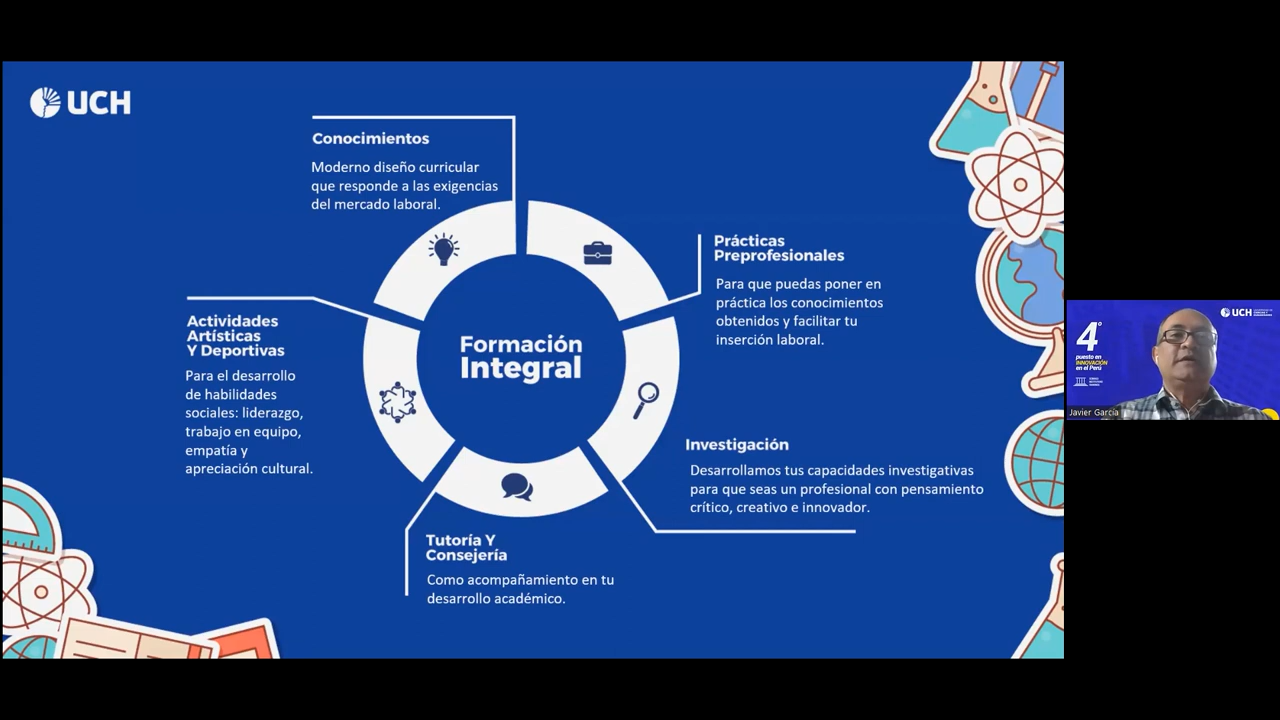 UCH
Conocimientos
Moderno diseño curricular
que responde a las exigencias
del mercado laboral.
Prácticas
Preprofesionales
Para que puedas poner en
práctica los conocimientos
obtenidos y facilitar tu
inserción laboral.
Actividades
Artísticas
Y Deportivas
Para el desarrollo
de habilidades
sociales: liderazgo,
trabajo en equipo,
empatía y
apreciación cultural.
Formación
Integral
Investigación
Desarrollamos tus capacidades investigativas
para que seas un profesional con pensamiento
crítico, creativo e innovador.
Tutoría Y
Consejería
Como acompañamiento en tu
desarrollo académico.
UCH
4°
puesto en
INNOVACIÓN
en el Perú
Javier García